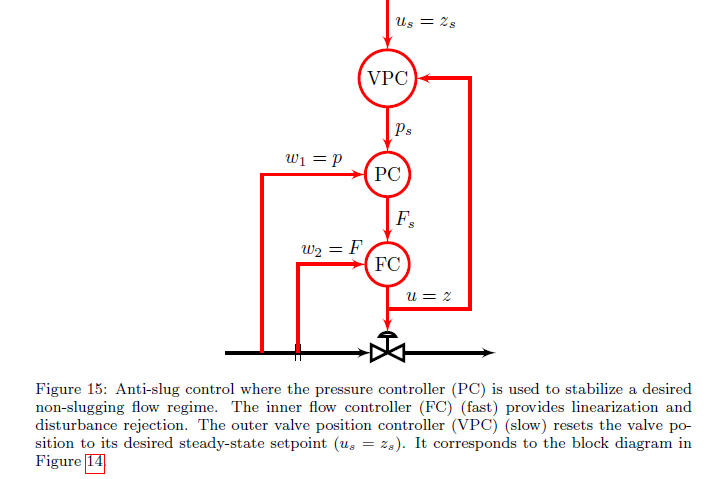 u_s = z_s
VPC
p_s
w_1 = p
PC
F_s
w_2 = F
FC
u = z
Figure 15: Anti-slug control where the pressure controller (PC) is used to stabilize a desired
non-slugging flow regime. The inner flow controller (FC) (fast) provides linearization and
disturbance rejection. The outer valve position controller (VPC) (slow) resets the valve po-
sition to its desired steady-state setpoint (u_s = z_s). It corresponds to the block diagram in
Figure 14.